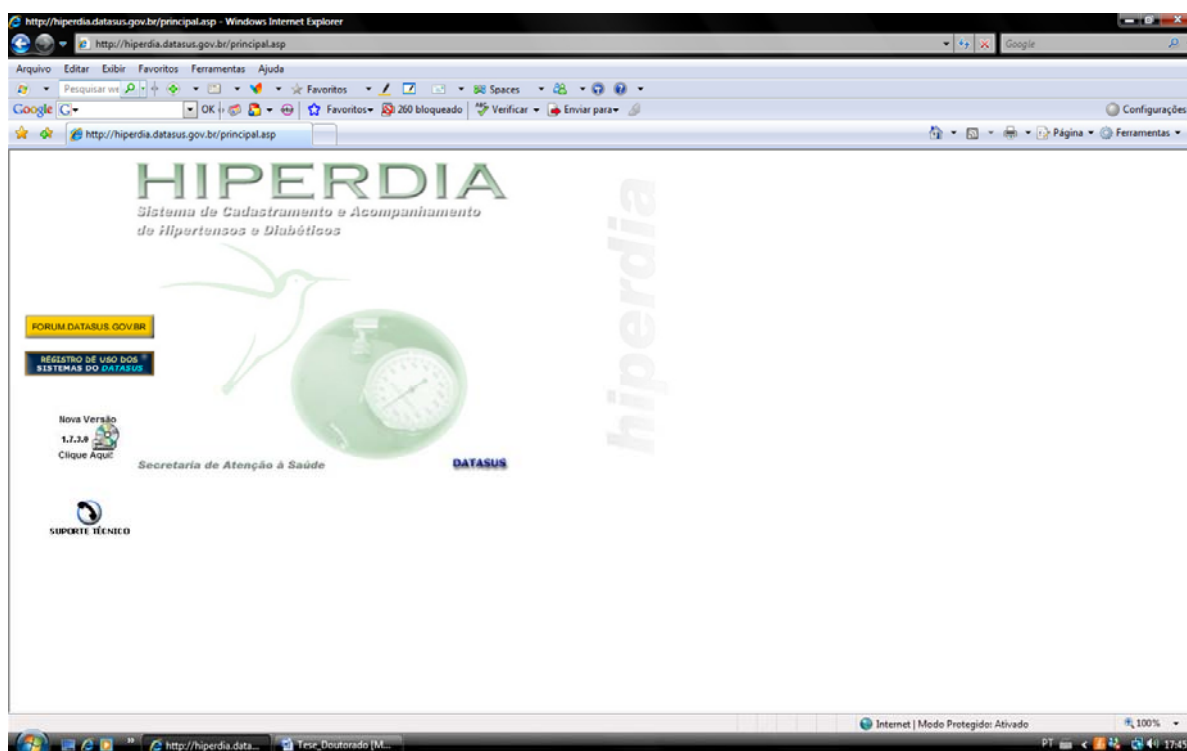 http://hiperdia.datasus.gov.br/principal.asp - Windows Internet Explorer
http://hiperdia.datasus.gov.br/principal.asp
Google
Arquivo Editar Exibir Favoritos Ferramentas Ajuda
Pesquisar we
Favoritos
Spaces
Google
OK
Favoritos
260 bloqueado
Verificar
Enviar para
Configurações
http://hiperdia.datasus.gov.br/principal.asp
Página
Ferramentas
HIPERDIA
Sistema de Cadastramento e Acompanhamento
de Hipertensos e Diabéticos
hiperdia
FORUM.DATASUS.GOV.BR
REGISTRO DE USO DOS
SISTEMAS DO DATASUS
Nova Versão
1.7.3.0
Clique Aqui!
Secretaria de Atenção à Saúde
DATASUS
SUPORTE TÉCNICO
Internet | Modo Protegido: Ativado
100%
http://hiperdia.data...
Tese_Doutorado [M...
PT
17:45